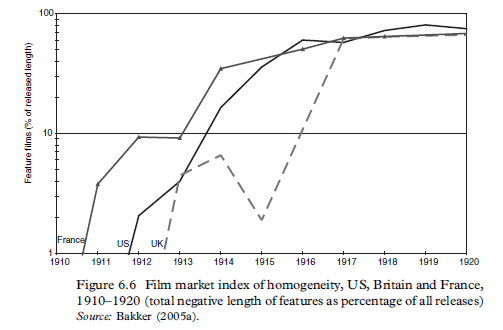 100
10
1
Feature films (% of released length)
France
US
UK
1910 1911 1912 1913 1914 1915 1916 1917 1918 1919 1920
Figure 6.6 Film market index of homogeneity, US, Britain and France,
1910–1920 (total negative length of features as percentage of all releases)
Source: Bakker (2005a).